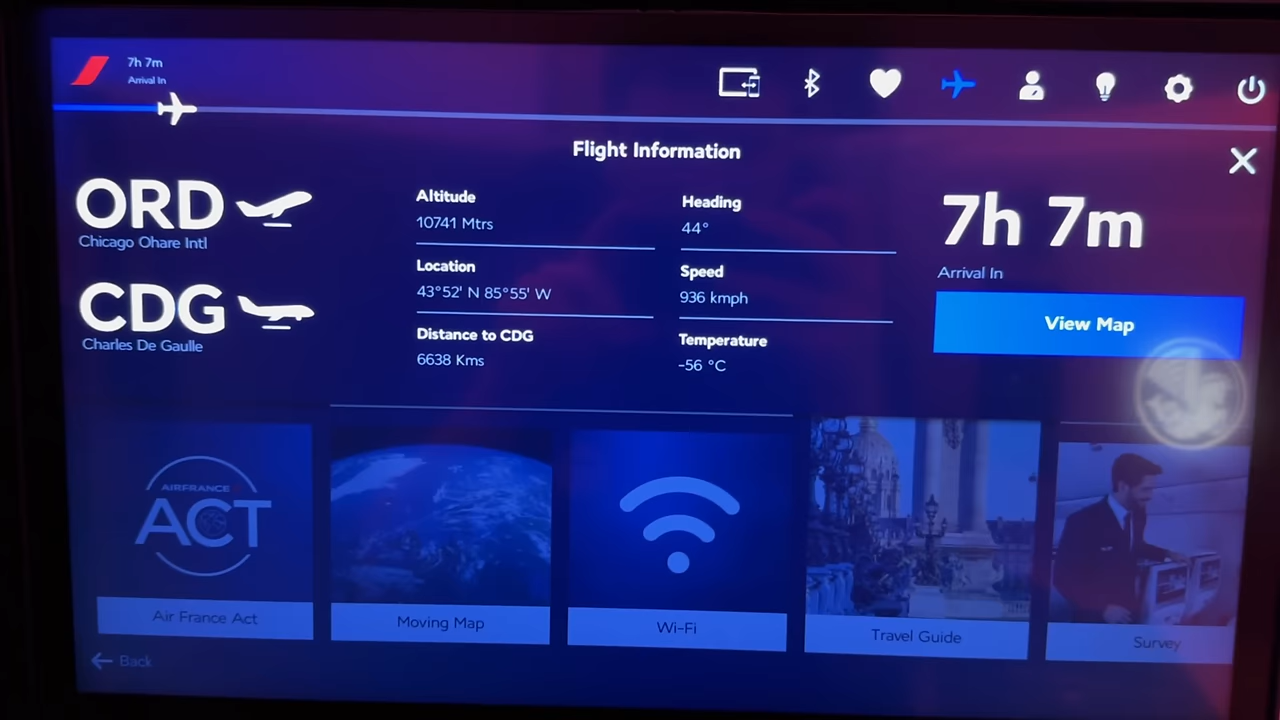 7h 7m
Arrival In
Flight Information
ORD
Chicago Ohare Intl
CDG
Charles De Gaulle
Altitude
10741 Mtrs
Location
43°52' N 85°55' W
Distance to CDG
6638 Kms
Heading
44°
Speed
936 kmph
Temperature
-56 °C
7h 7m
Arrival In
View Map
AIRFRANCE
ACT
Air France Act
Moving Map
Wi-Fi
Travel Guide
Survey
Back